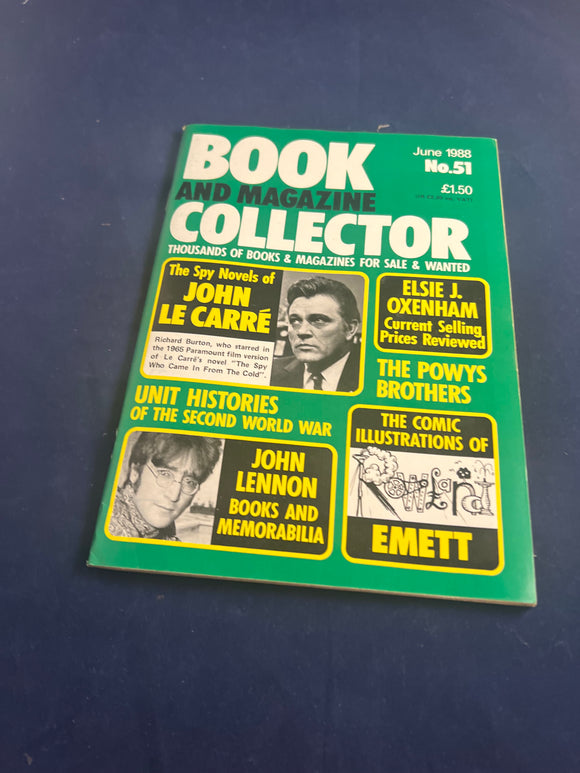 BOOK
AND MAGAZINE
COLLECTOR
June 1988
No.51
£1.50
THOUSANDS OF BOOKS & MAGAZINES FOR SALE & WANTED
The Spy Novels of
JOHN
LE CARRÉ
Richard Burton, who starred in
the 1965 Paramount film version
of Le Carré's novel "The Spy
Who Came In From The Cold".
ELSIE J.
OXENHAM
Current Selling
Prices Reviewed
THE POWYS
BROTHERS
UNIT HISTORIES
OF THE SECOND WORLD WAR
JOHN
LENNON
BOOKS AND
MEMORABILIA
THE COMIC
ILLUSTRATIONS OF
ROWLAND
EMETT